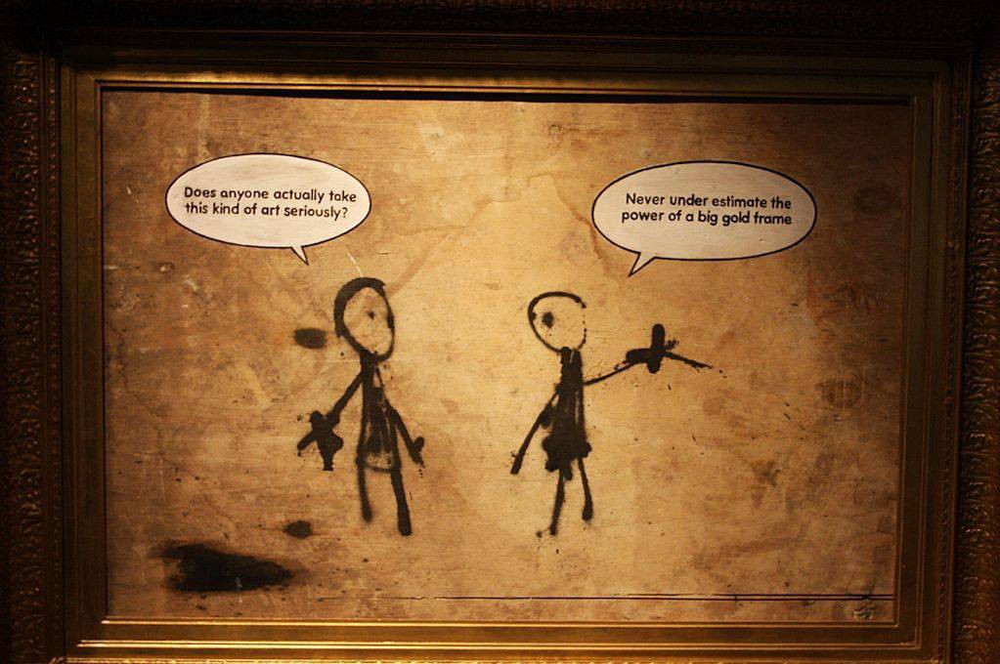 Does anyone actually take
this kind of art seriously?
Never under estimate the
power of a big gold frame